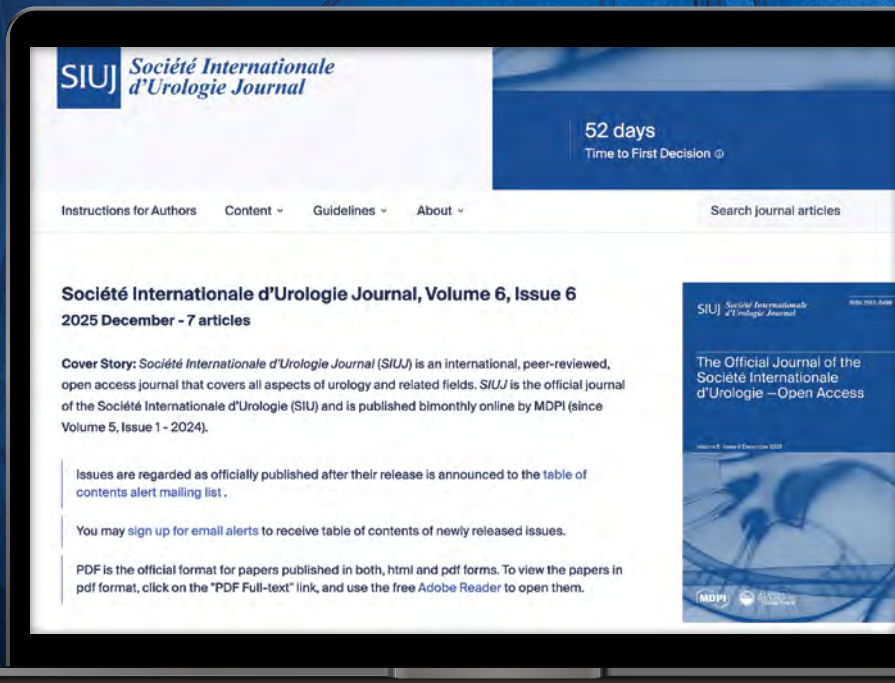 SIUJ Société Internationale
d'Urologie Journal
52 days
Time to First Decision
Instructions for Authors Content Guidelines About Search journal articles
Société Internationale d'Urologie Journal, Volume 6, Issue 6
2025 December - 7 articles
Cover Story: Société Internationale d'Urologie Journal (SIUJ) is an international, peer-reviewed,
open access journal that covers all aspects of urology and related fields. SIUJ is the official journal
of the Société Internationale d'Urologie (SIU) and is published bimonthly online by MDPI (since
Volume 5, Issue 1 - 2024).
Issues are regarded as officially published after their release is announced to the table of
contents alert mailing list .
You may sign up for email alerts to receive table of contents of newly released issues.
PDF is the official format for papers published in both, html and pdf forms. To view the papers in
pdf format, click on the "PDF Full-text" link, and use the free Adobe Reader to open them.
SIUJ Société Internationale
d'Urologie Journal
The Official Journal of the
Société Internationale
d'Urologie – Open Access
MDPI